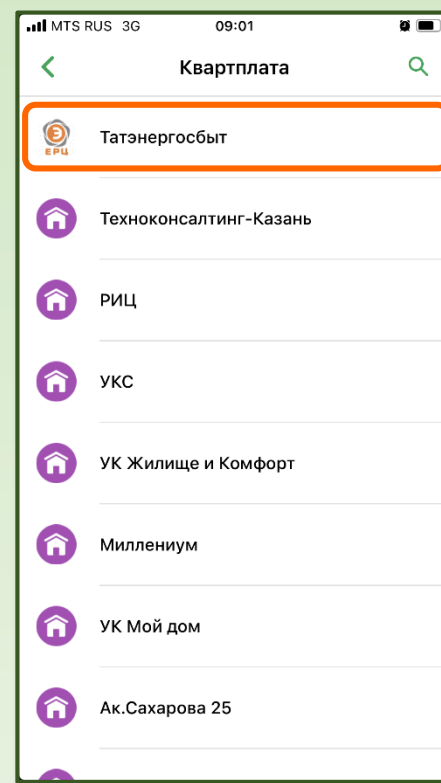 MTS RUS 3G 09:01
Квартплата
ЕРЦ Татэнергосбыт
Техноконсалтинг-Казань
РИЦ
УКС
УК Жилище и Комфорт
Миллениум
УК Мой дом
Ак.Сахарова 25